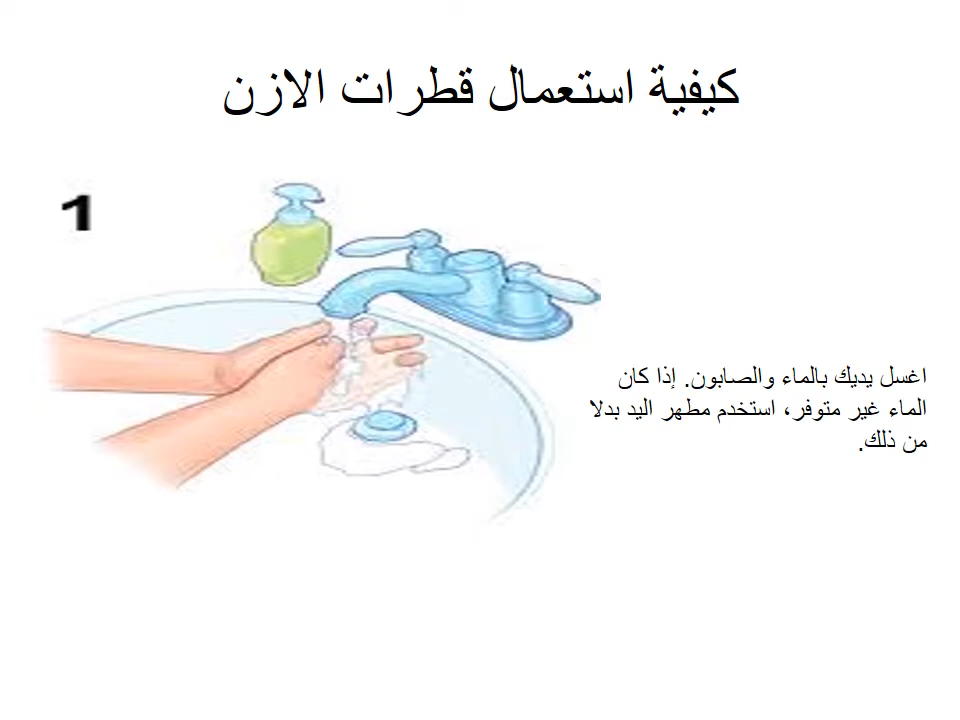 كيفية استعمال قطرات الازن
1
اغسل يديك بالماء والصابون. إذا كان
الماء غير متوفر، استخدم مطهر اليد بدلا
من ذلك.